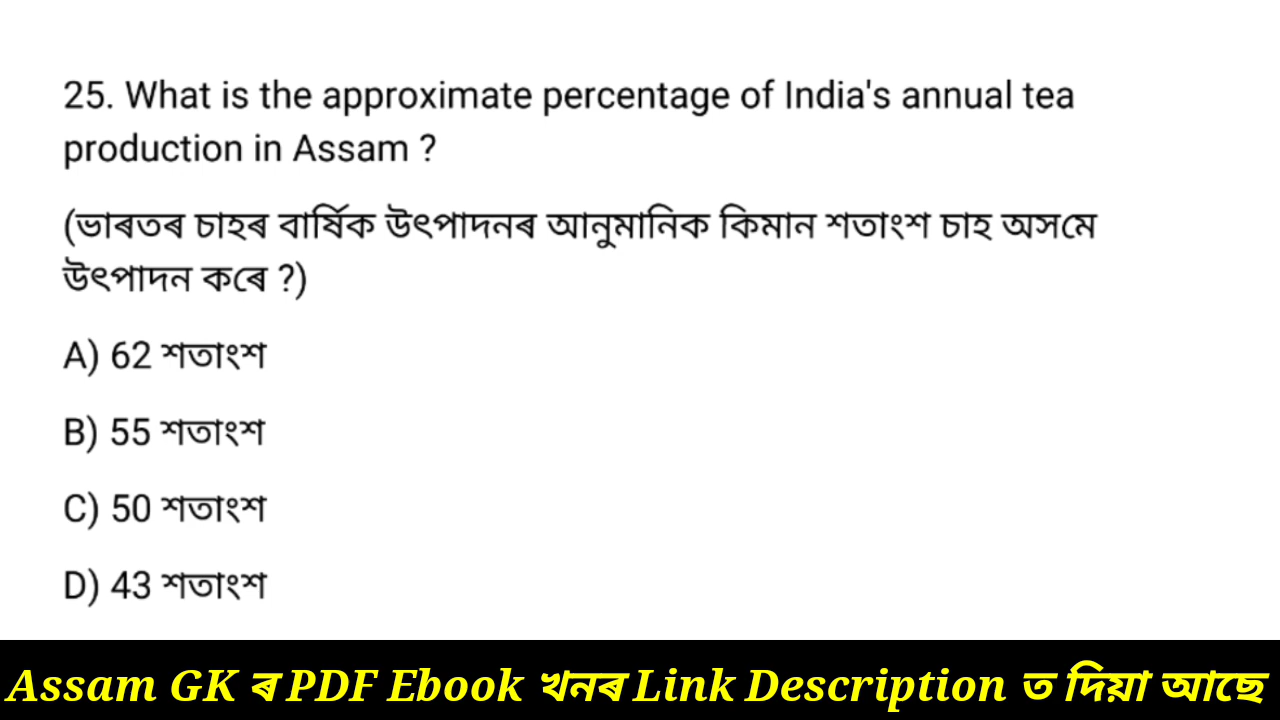 25. What is the approximate percentage of India's annual tea
production in Assam ?
(ভাৰতৰ চাহৰ বাৰ্ষিক উৎপাদনৰ আনুমানিক কিমান শতাংশ চাহ অসমে
উৎপাদন কৰে ?)
A) 62 শতাংশ
B) 55 শতাংশ
C) 50 শতাংশ
D) 43 শতাংশ
Assam GK ৰ PDF Ebook খনৰ Link Description ত দিয়া আছে